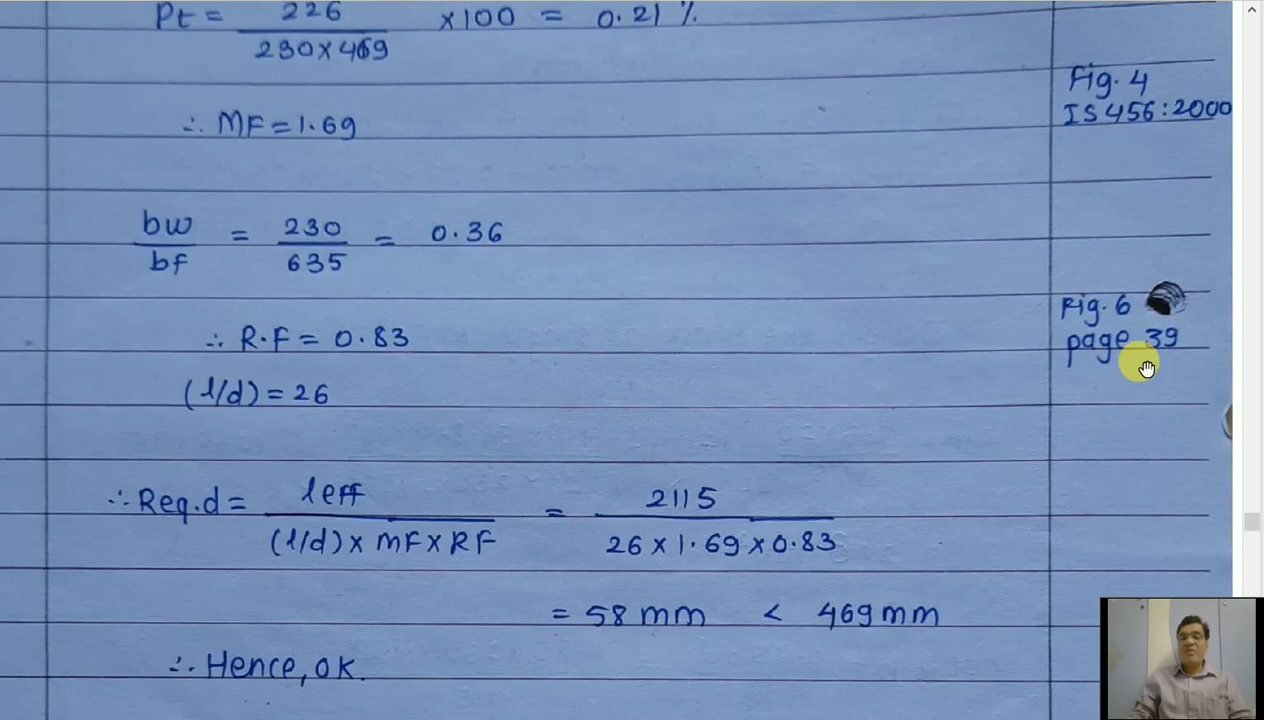 Pt = 226 / 230×469 ×100 = 0.21 %
Fig. 4
IS 456:2000
∴ MF = 1.69
bw / bf = 230 / 635 = 0.36
Fig. 6
page 39
∴ R.F = 0.83
(l/d) = 26
∴ Req. d = leff / (l/d) × MF × RF = 2115 / 26 × 1.69 × 0.83
= 58 mm < 469 mm
∴ Hence, ok.